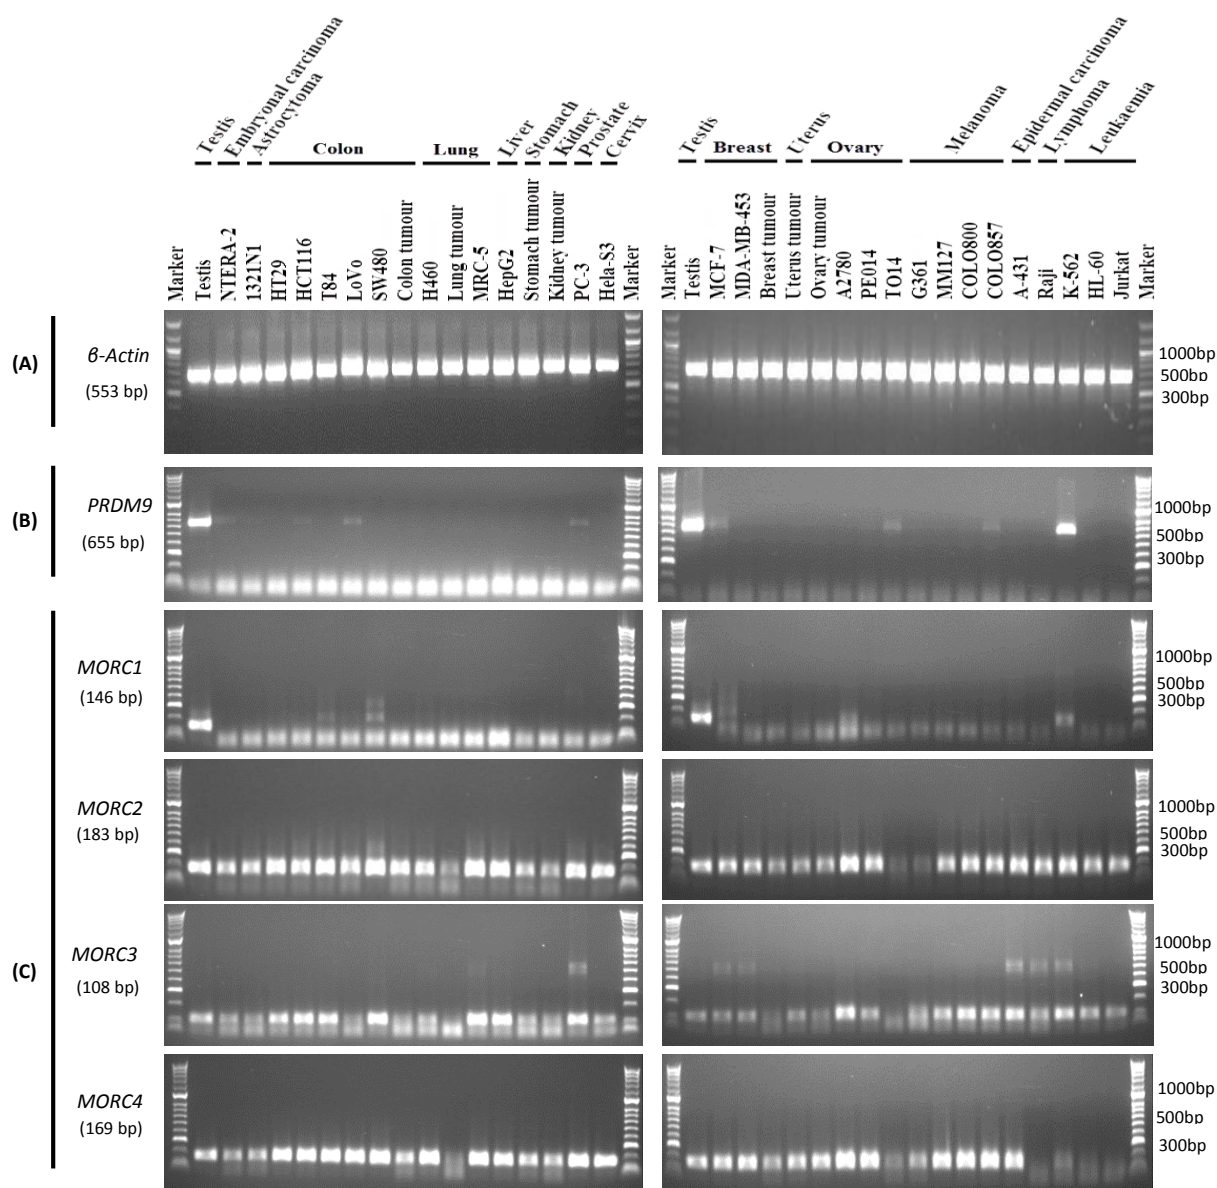 Testis
Embryonal carcinoma
Astrocytoma
Colon
Lung
Liver
Stomach
Kidney
Prostate
Cervix
Testis
Breast
Uterus
Ovary
Melanoma
Epidermal carcinoma
Lymphoma
Leukaemia
Marker
Testis
NTERA-2
1321N1
HT29
HCT116
T84
LoVo
SW480
Colon tumour
H460
Lung tumour
MRC-5
HepG2
Stomach tumour
Kidney tumour
PC-3
Hela-S3
Marker
Marker
Testis
MCF-7
MDA-MB-453
Breast tumour
Uterus tumour
Ovary tumour
A2780
PE014
TO14
G361
MM127
COLO800
COLO857
A-431
Raji
K-562
HL-60
Jurkat
Marker
(A)
β-Actin
(553 bp)
1000bp
500bp
300bp
(B)
PRDM9
(655 bp)
1000bp
500bp
300bp
(C)
MORC1
(146 bp)
1000bp
500bp
300bp
MORC2
(183 bp)
1000bp
500bp
300bp
MORC3
(108 bp)
1000bp
500bp
300bp
MORC4
(169 bp)
1000bp
500bp
300bp